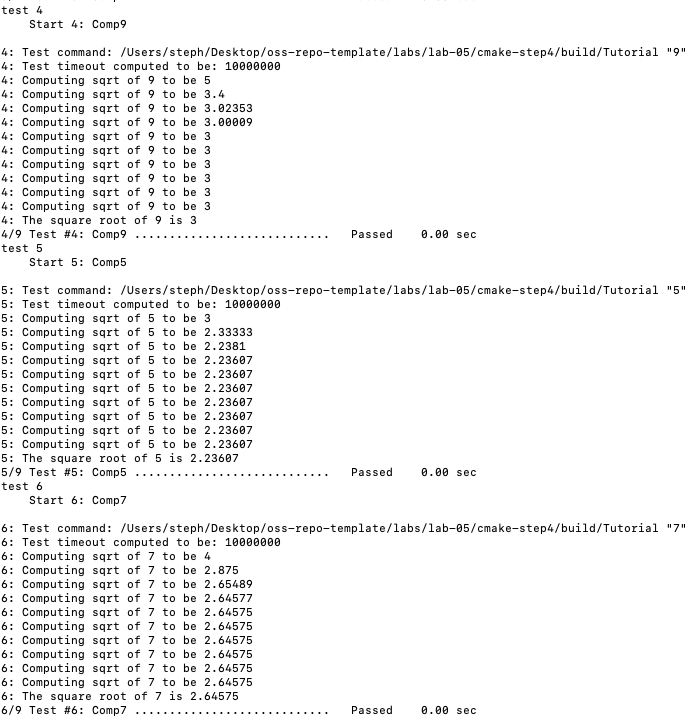 test 4
    Start 4: Comp9

4: Test command: /Users/steph/Desktop/oss-repo-template/labs/lab-05/cmake-step4/build/Tutorial "9"
4: Test timeout computed to be: 10000000
4: Computing sqrt of 9 to be 5
4: Computing sqrt of 9 to be 3.4
4: Computing sqrt of 9 to be 3.02353
4: Computing sqrt of 9 to be 3.00009
4: Computing sqrt of 9 to be 3
4: Computing sqrt of 9 to be 3
4: Computing sqrt of 9 to be 3
4: Computing sqrt of 9 to be 3
4: Computing sqrt of 9 to be 3
4: Computing sqrt of 9 to be 3
4: The square root of 9 is 3
4/9 Test #4: Comp9 ............................   Passed    0.00 sec
test 5
    Start 5: Comp5

5: Test command: /Users/steph/Desktop/oss-repo-template/labs/lab-05/cmake-step4/build/Tutorial "5"
5: Test timeout computed to be: 10000000
5: Computing sqrt of 5 to be 3
5: Computing sqrt of 5 to be 2.33333
5: Computing sqrt of 5 to be 2.2381
5: Computing sqrt of 5 to be 2.23607
5: Computing sqrt of 5 to be 2.23607
5: Computing sqrt of 5 to be 2.23607
5: Computing sqrt of 5 to be 2.23607
5: Computing sqrt of 5 to be 2.23607
5: Computing sqrt of 5 to be 2.23607
5: Computing sqrt of 5 to be 2.23607
5: The square root of 5 is 2.23607
5/9 Test #5: Comp5 ............................   Passed    0.00 sec
test 6
    Start 6: Comp7

6: Test command: /Users/steph/Desktop/oss-repo-template/labs/lab-05/cmake-step4/build/Tutorial "7"
6: Test timeout computed to be: 10000000
6: Computing sqrt of 7 to be 4
6: Computing sqrt of 7 to be 2.875
6: Computing sqrt of 7 to be 2.65489
6: Computing sqrt of 7 to be 2.64577
6: Computing sqrt of 7 to be 2.64575
6: Computing sqrt of 7 to be 2.64575
6: Computing sqrt of 7 to be 2.64575
6: Computing sqrt of 7 to be 2.64575
6: Computing sqrt of 7 to be 2.64575
6: Computing sqrt of 7 to be 2.64575
6: The square root of 7 is 2.64575
6/9 Test #6: Comp7 ............................   Passed    0.00 sec